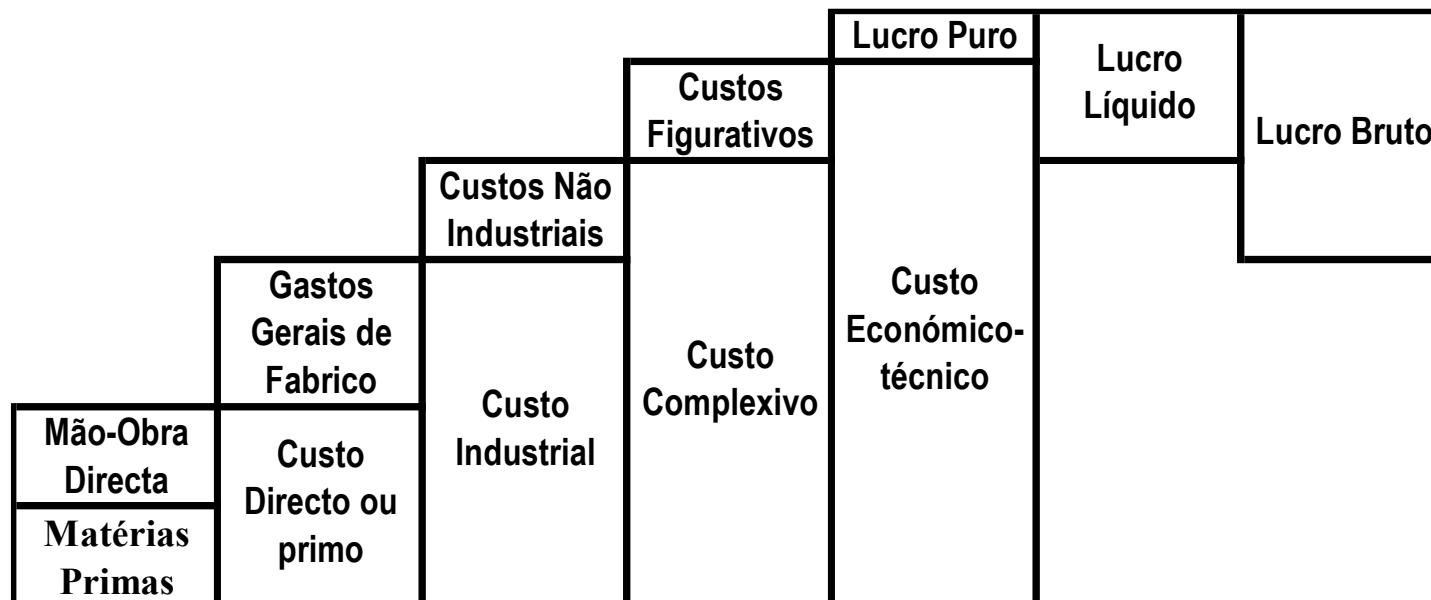 Lucro Puro
Lucro
Líquido
Lucro Bruto
Custos
Figurativos
Custos Não
Industriais
Gastos
Gerais de
Fabrico
Custo
Económico-
técnico
Custo
Complexivo
Custo
Industrial
Mão-Obra
Directa
Custo
Directo ou
primo
Matérias
Primas